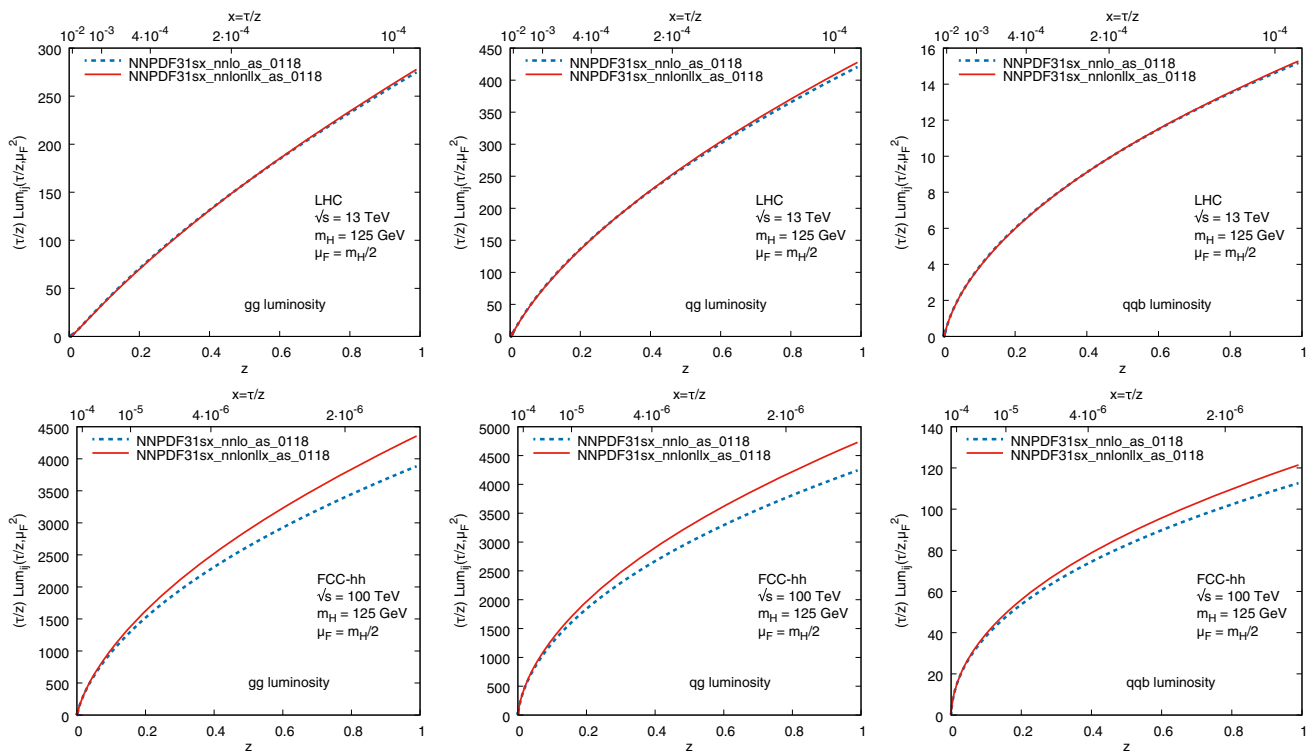 x=τ/z
10⁻² 10⁻³ 4·10⁻⁴ 2·10⁻⁴ 10⁻⁴
300
250
200
150
100
50
0
(τ/z) Lum_ij(τ/z,μ_F²)
NNPDF31sx_nnlo_as_0118
NNPDF31sx_nnlonllx_as_0118
LHC
√s = 13 TeV
m_H = 125 GeV
μ_F = m_H/2
gg luminosity
0 0.2 0.4 0.6 0.8 1
z
x=τ/z
10⁻² 10⁻³ 4·10⁻⁴ 2·10⁻⁴ 10⁻⁴
450
400
350
300
250
200
150
100
50
0
(τ/z) Lum_ij(τ/z,μ_F²)
NNPDF31sx_nnlo_as_0118
NNPDF31sx_nnlonllx_as_0118
LHC
√s = 13 TeV
m_H = 125 GeV
μ_F = m_H/2
qg luminosity
0 0.2 0.4 0.6 0.8 1
z
x=τ/z
10⁻² 10⁻³ 4·10⁻⁴ 2·10⁻⁴ 10⁻⁴
16
14
12
10
8
6
4
2
0
(τ/z) Lum_ij(τ/z,μ_F²)
NNPDF31sx_nnlo_as_0118
NNPDF31sx_nnlonllx_as_0118
LHC
√s = 13 TeV
m_H = 125 GeV
μ_F = m_H/2
qqb luminosity
0 0.2 0.4 0.6 0.8 1
z
x=τ/z
10⁻⁴ 10⁻⁵ 4·10⁻⁶ 2·10⁻⁶
4500
4000
3500
3000
2500
2000
1500
1000
500
0
(τ/z) Lum_ij(τ/z,μ_F²)
NNPDF31sx_nnlo_as_0118
NNPDF31sx_nnlonllx_as_0118
FCC-hh
√s = 100 TeV
m_H = 125 GeV
μ_F = m_H/2
gg luminosity
0 0.2 0.4 0.6 0.8 1
z
x=τ/z
10⁻⁴ 10⁻⁵ 4·10⁻⁶ 2·10⁻⁶
5000
4500
4000
3500
3000
2500
2000
1500
1000
500
0
(τ/z) Lum_ij(τ/z,μ_F²)
NNPDF31sx_nnlo_as_0118
NNPDF31sx_nnlonllx_as_0118
FCC-hh
√s = 100 TeV
m_H = 125 GeV
μ_F = m_H/2
qg luminosity
0 0.2 0.4 0.6 0.8 1
z
x=τ/z
10⁻⁴ 10⁻⁵ 4·10⁻⁶ 2·10⁻⁶
140
120
100
80
60
40
20
0
(τ/z) Lum_ij(τ/z,μ_F²)
NNPDF31sx_nnlo_as_0118
NNPDF31sx_nnlonllx_as_0118
FCC-hh
√s = 100 TeV
m_H = 125 GeV
μ_F = m_H/2
qqb luminosity
0 0.2 0.4 0.6 0.8 1
z